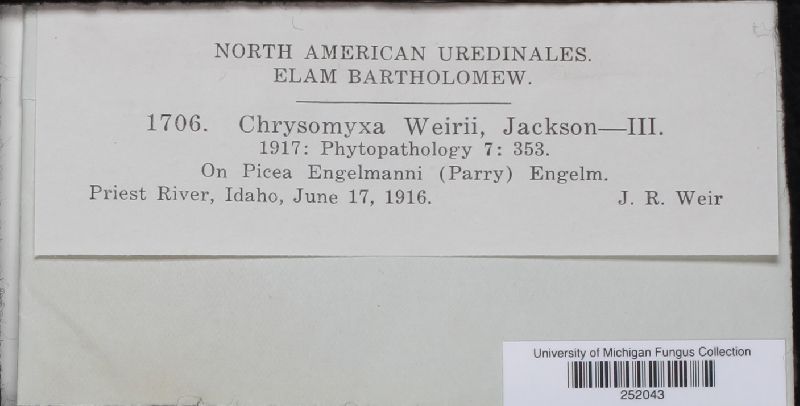 NORTH AMERICAN UREDINALES.
ELAM BARTHOLOMEW.
1706. Chrysomyxa Weirii, Jackson—III.
1917: Phytopathology 7: 353.
On Picea Engelmanni (Parry) Engelm.
Priest River, Idaho, June 17, 1916. J. R. Weir
University of Michigan Fungus Collection
252043